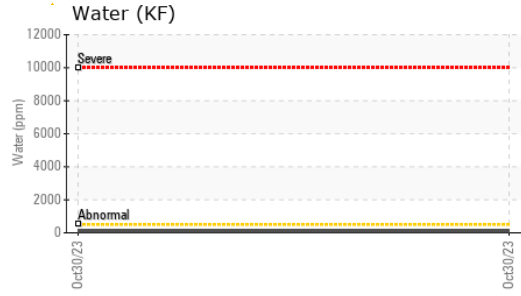 Water (KF)
12000
Severe
10000
8000
6000
4000
2000
Abnormal
0
Water (ppm)
Oct30/23
Oct30/23